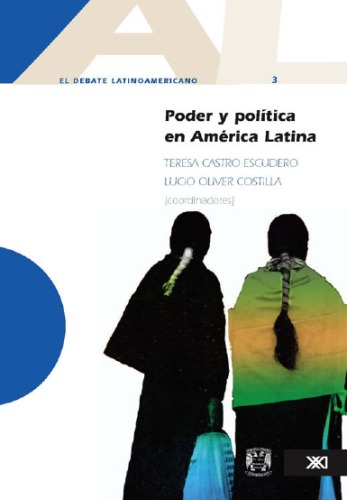 EL DEBATE LATINOAMERICANO 3
Poder y política
en América Latina
TERESA CASTRO ESCUDERO
LUCIO OLIVER COSTILLA
(coordinadores)
XXI